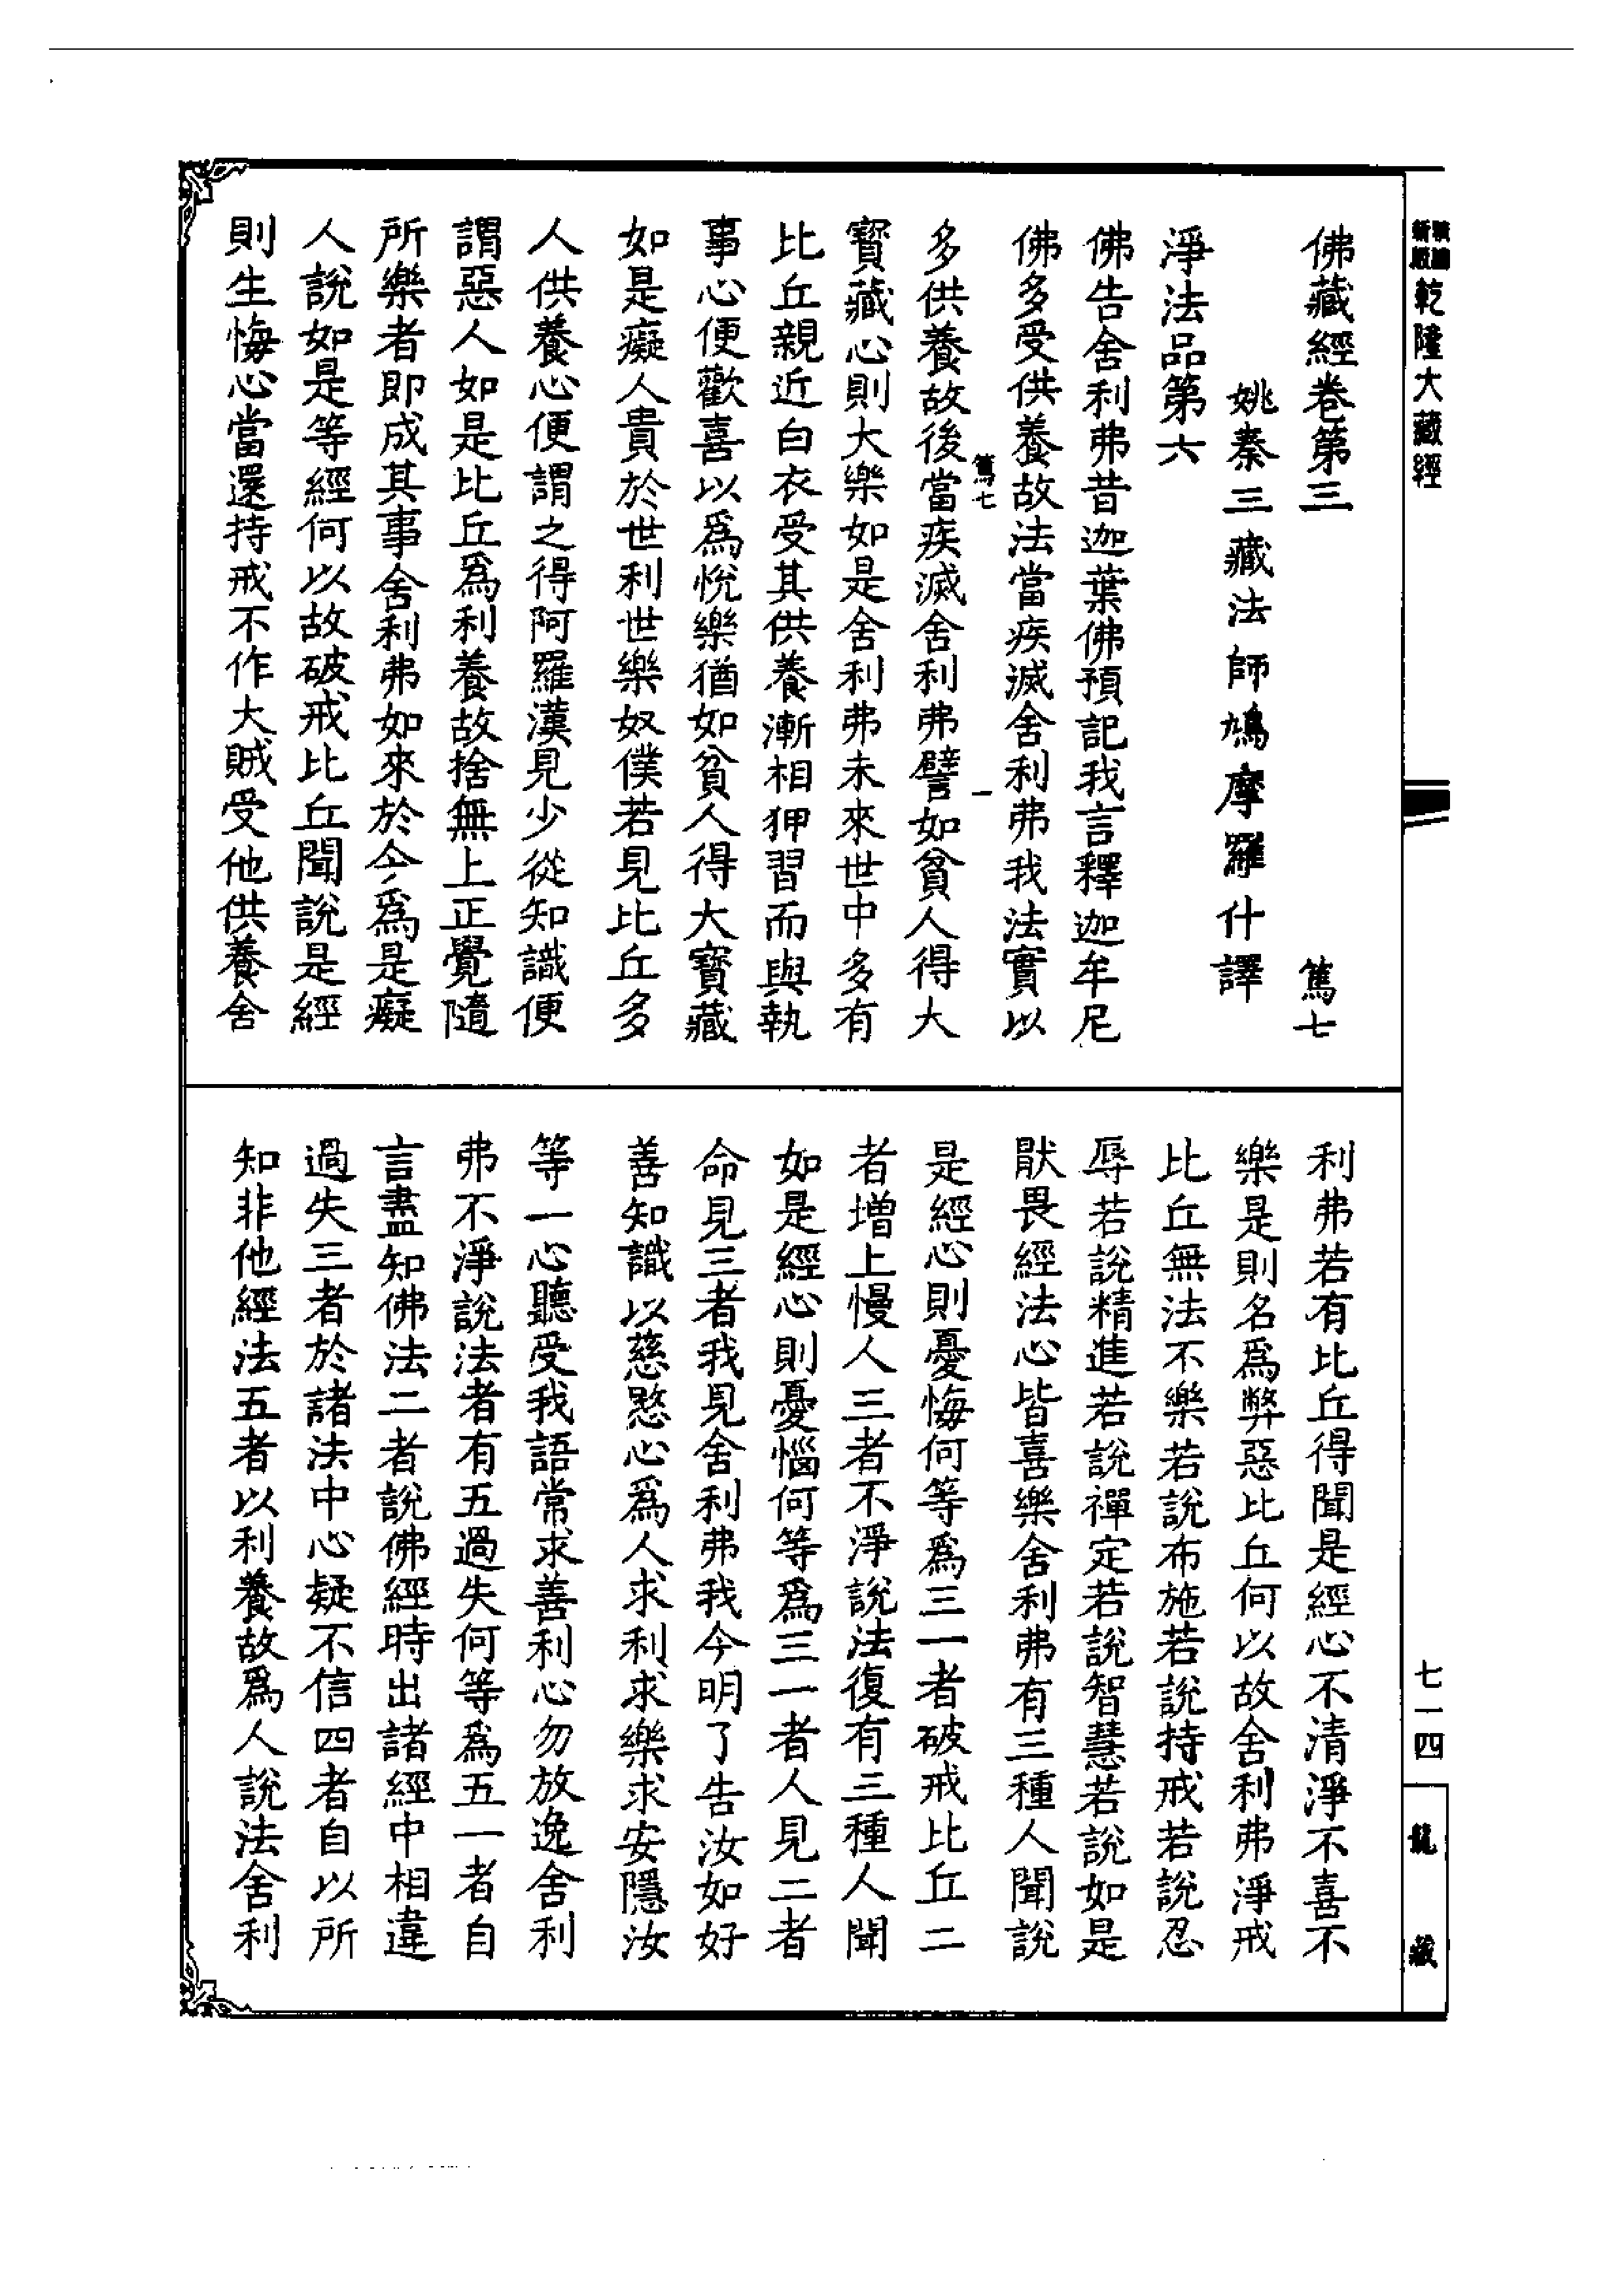 乾隆大藏經
佛藏經卷第三 篤七
姚秦三藏法師鳩摩羅什譯
淨法品第六
佛告舍利弗昔迦葉佛預記我言釋迦牟尼
佛多受供養故法當疾滅舍利弗我法實以
篤七 一
多供養故後當疾滅舍利弗譬如貧人得大
寶藏心則大樂如是舍利弗未來世中多有
比丘親近白衣受其供養漸相狎習而與執
事心便歡喜以爲悅樂猶如貧人得大寶藏
如是癡人貴於世利世樂奴僕若見比丘多
人供養心便謂之得阿羅漢見少從知識便
謂惡人如是比丘爲利養故捨無上正覺隨
所樂者即成其事舍利弗如來於今爲是癡
人說如是等經何以故破戒比丘聞說是經
則生悔心當還持戒不作大賊受他供養舍
利弗若有比丘得聞是經心不清淨不喜不
樂是則名爲弊惡比丘何以故舍利弗淨戒
比丘無法不樂若說布施若說持戒若說忍
辱若說精進若說禪定若說智慧若說如是
猒畏經法心皆喜樂舍利弗有三種人聞說
是經心則憂悔何等爲三一者破戒比丘二
者增上慢人三者不淨說法復有三種人聞
如是經心則憂惱何等爲三一者人見二者
命見三者我見舍利弗我今明了告汝如好
善知識以慈愍心爲人求利求樂求安隱汝
等一心聽受我語常求善利心勿放逸舍利
弗不淨說法者有五過失何等爲五一者自
言盡知佛法二者說佛經時出諸經中相違
過失三者於諸法中心疑不信四者自以所
知非他經法五者以利養故爲人說法舍利
七一四
龍藏